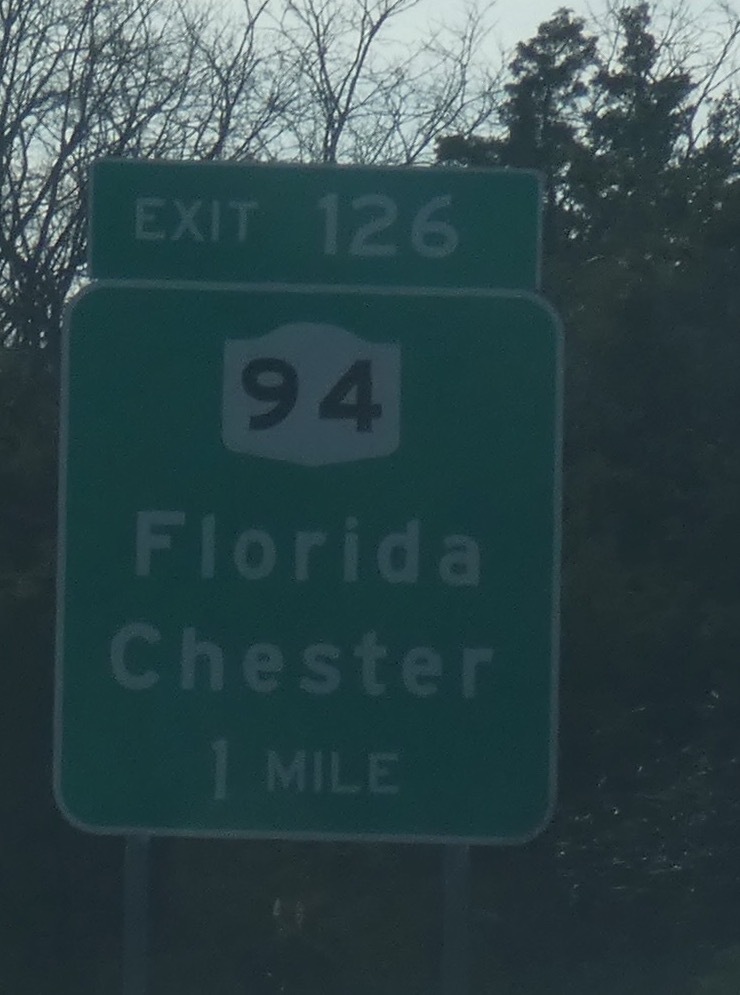 EXIT 126
94
Florida
Chester
1 MILE